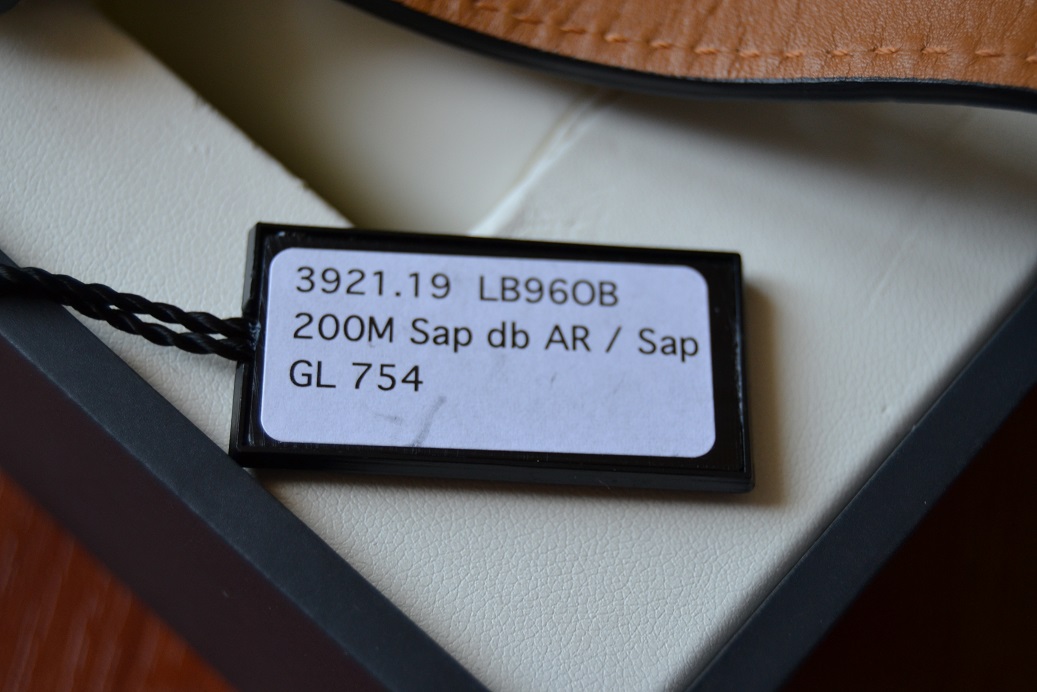 3921.19 LB96OB
200M Sap db AR / Sap
GL 754